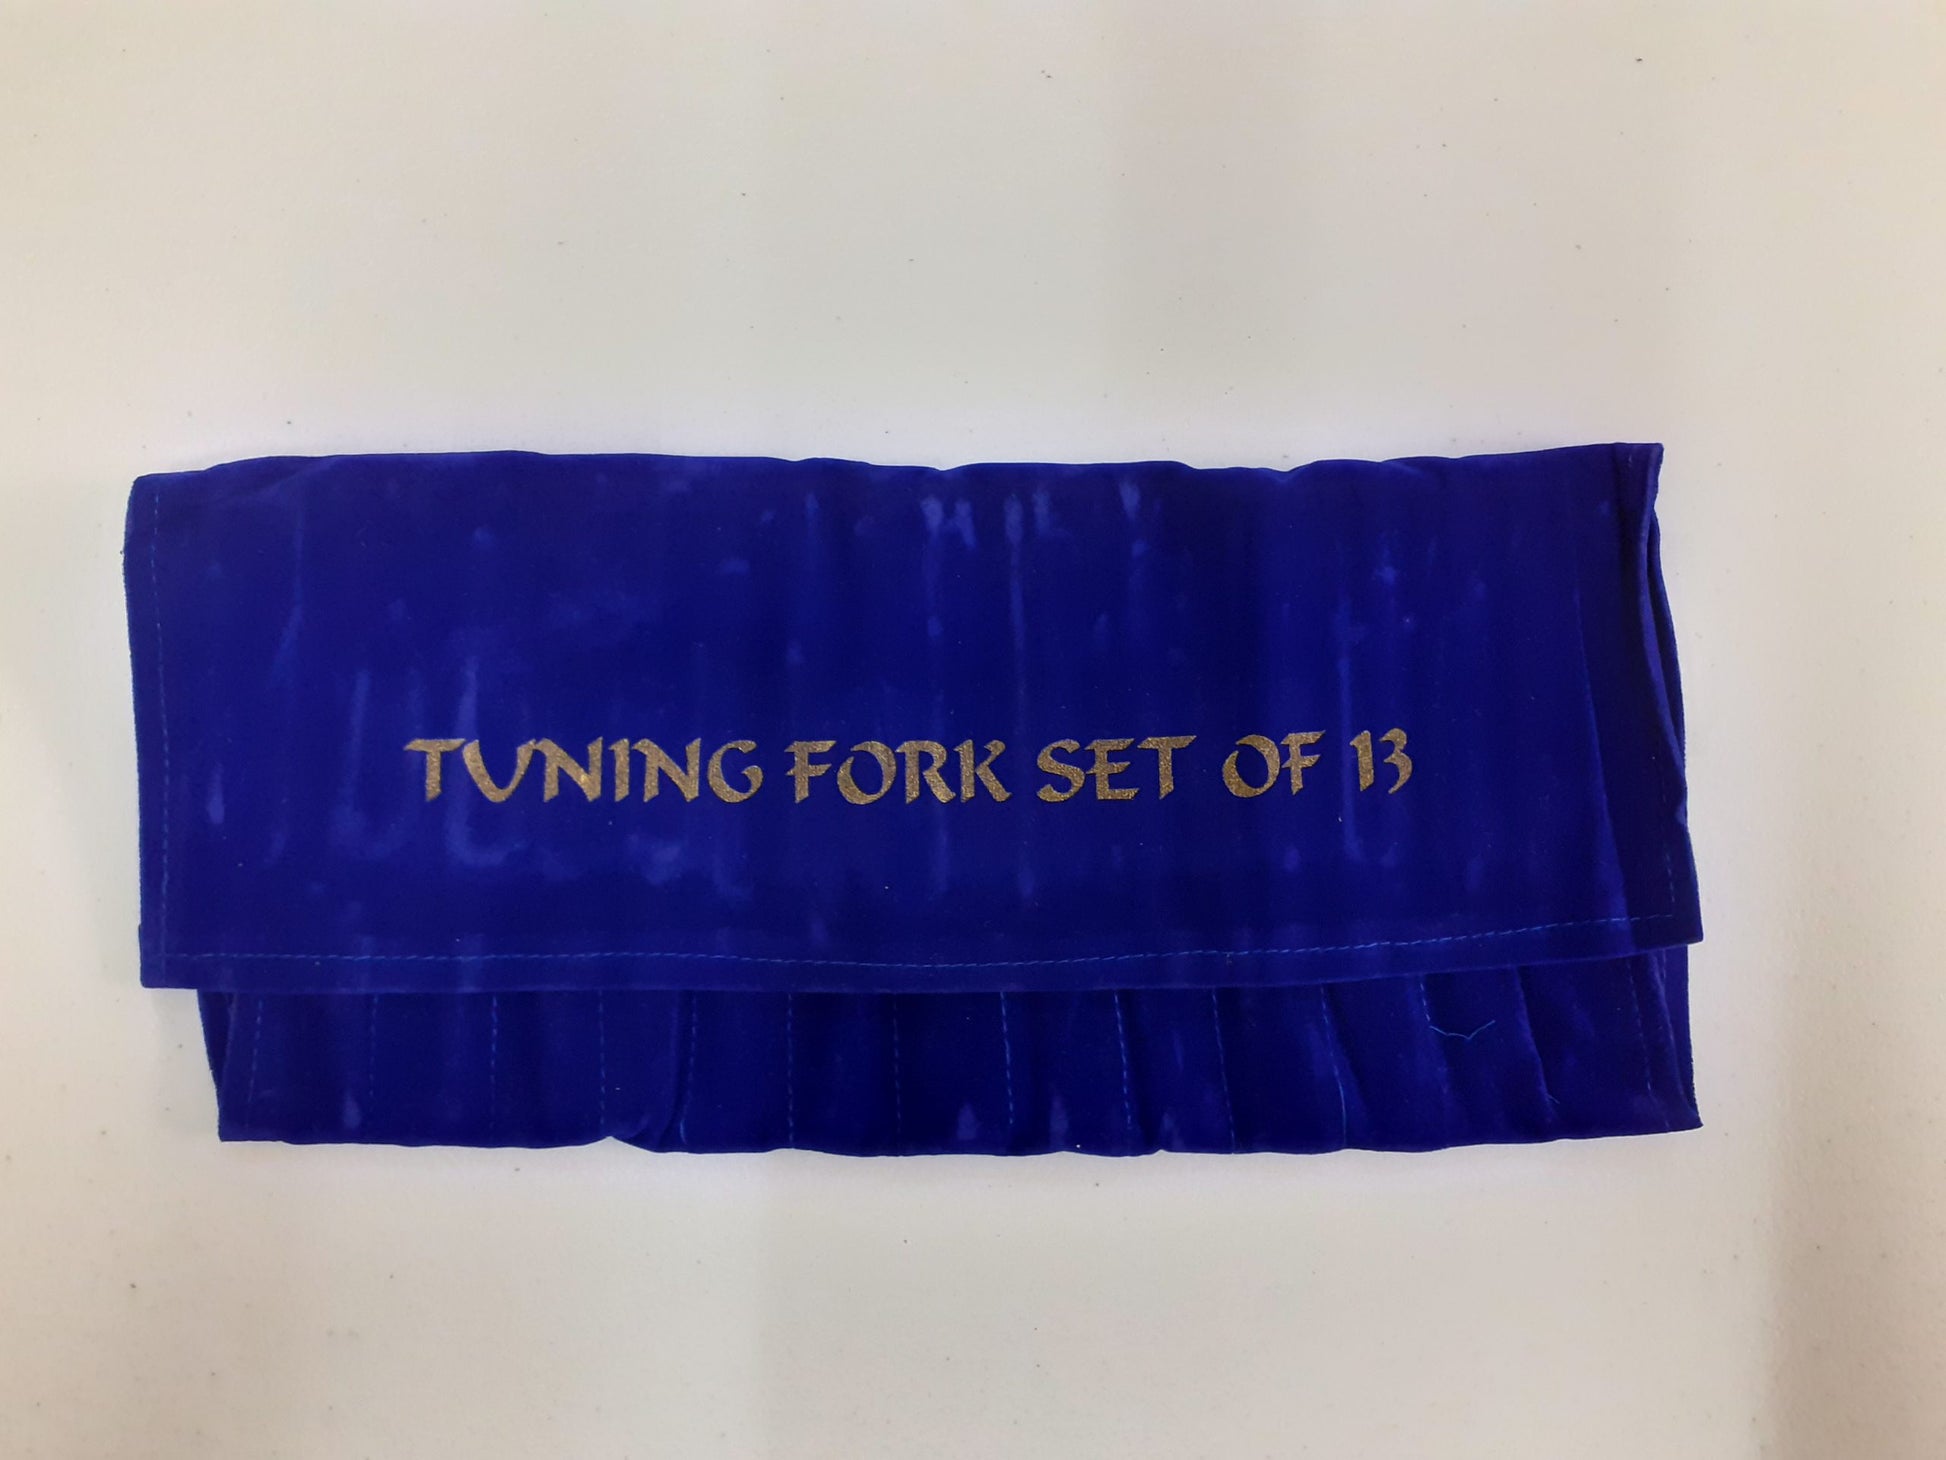 TUNING FORK SET OF 13